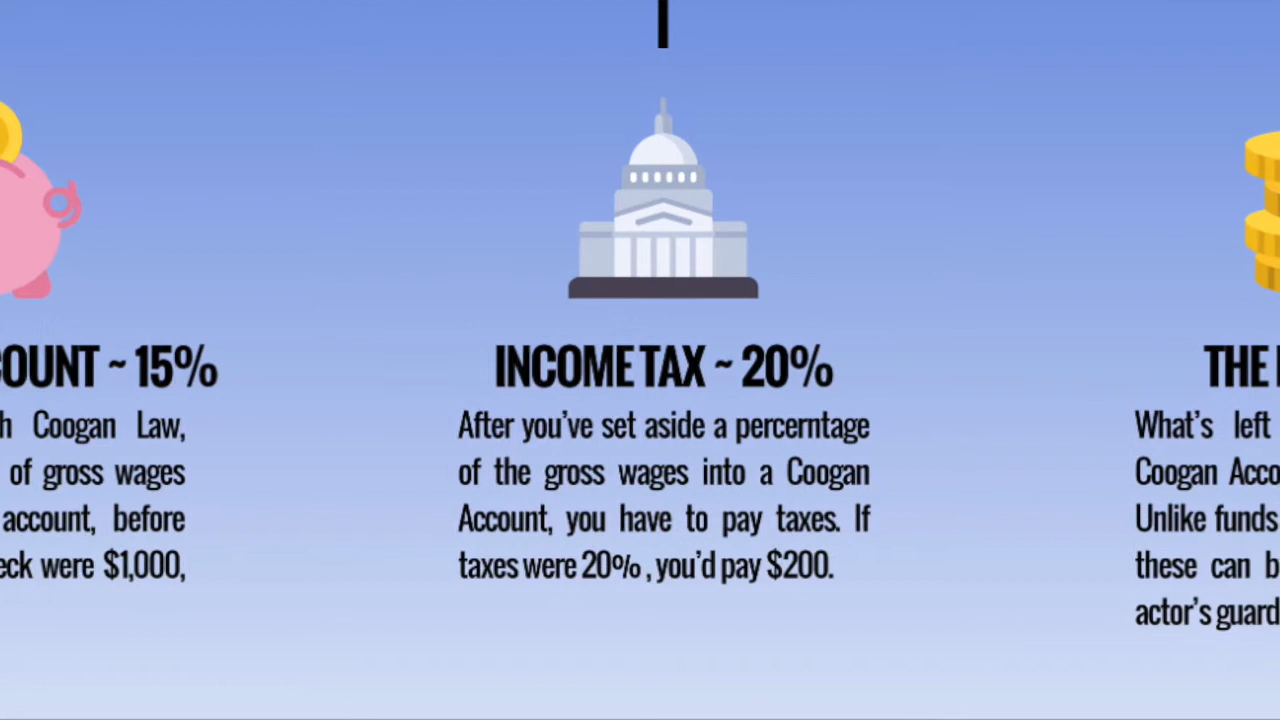 COUNT ~ 15%
h Coogan Law,
of gross wages
account, before
eck were $1,000,
INCOME TAX ~ 20%
After you've set aside a percerntage
of the gross wages into a Coogan
Account, you have to pay taxes. If
taxes were 20% , you'd pay $200.
THE
What's left
Coogan Acco
Unlike funds
these can b
actor's guard